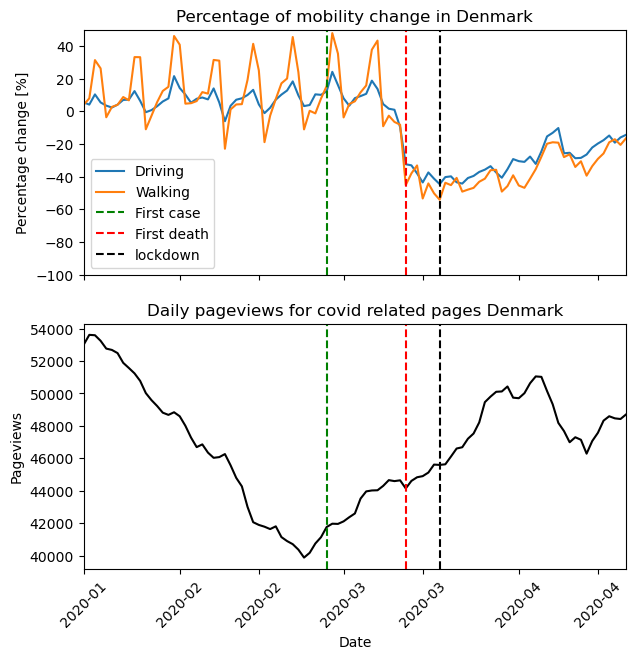 Percentage of mobility change in Denmark
Percentage change [%]
40
20
0
−20
−40
−60
−80
−100
Driving
Walking
First case
First death
lockdown
Daily pageviews for covid related pages Denmark
Pageviews
54000
52000
50000
48000
46000
44000
42000
40000
2020-01
2020-02
2020-02
2020-03
2020-03
2020-04
2020-04
Date